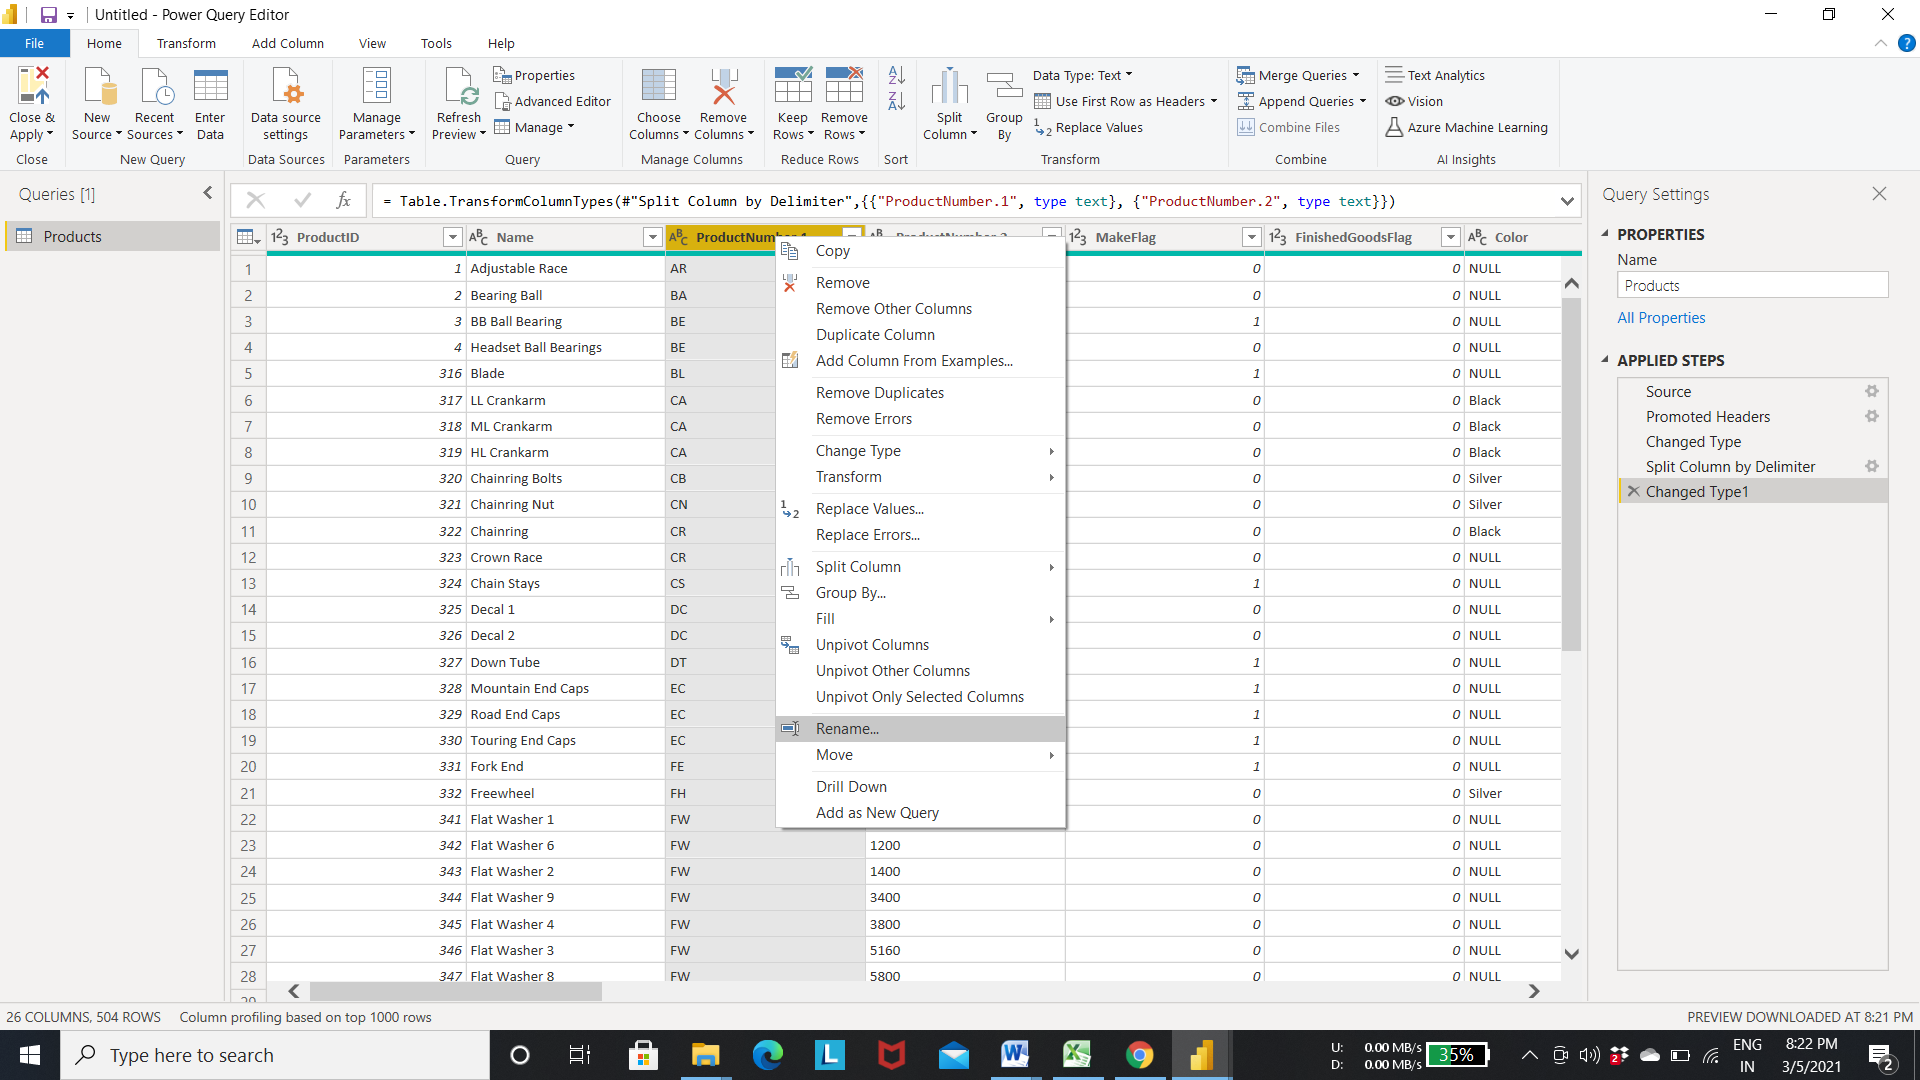 Untitled - Power Query Editor
File Home Transform Add Column View Tools Help
Close & Apply
New Source
Recent Sources
Enter Data
Data source settings
Manage Parameters
Refresh Preview
Properties
Advanced Editor
Manage
Choose Columns
Remove Columns
Keep Rows
Remove Rows
Split Column
Group By
Data Type: Text
Use First Row as Headers
Replace Values
Merge Queries
Append Queries
Combine Files
Text Analytics
Vision
Azure Machine Learning
Close New Query Data Sources Parameters Query Manage Columns Reduce Rows Sort Transform Combine AI Insights
Queries [1]
Products
fx = Table.TransformColumnTypes(#"Split Column by Delimiter",{{"ProductNumber.1", type text}, {"ProductNumber.2", type text}})
ProductID Name MakeFlag FinishedGoodsFlag Color
1 1 Adjustable Race AR 0 0 NULL
2 2 Bearing Ball BA 0 0 NULL
3 3 BB Ball Bearing BE 1 0 NULL
4 4 Headset Ball Bearings BE 0 0 NULL
5 316 Blade BL 1 0 NULL
6 317 LL Crankarm CA 0 0 Black
7 318 ML Crankarm CA 0 0 Black
8 319 HL Crankarm CA 0 0 Black
9 320 Chainring Bolts CB 0 0 Silver
10 321 Chainring Nut CN 0 0 Silver
11 322 Chainring CR 0 0 Black
12 323 Crown Race CR 0 0 NULL
13 324 Chain Stays CS 1 0 NULL
14 325 Decal 1 DC 0 0 NULL
15 326 Decal 2 DC 0 0 NULL
16 327 Down Tube DT 1 0 NULL
17 328 Mountain End Caps EC 1 0 NULL
18 329 Road End Caps EC 1 0 NULL
19 330 Touring End Caps EC 1 0 NULL
20 331 Fork End FE 1 0 NULL
21 332 Freewheel FH 0 0 Silver
22 341 Flat Washer 1 FW 0 0 NULL
23 342 Flat Washer 6 FW 1200 0 0 NULL
24 343 Flat Washer 2 FW 1400 0 0 NULL
25 344 Flat Washer 9 FW 3400 0 0 NULL
26 345 Flat Washer 4 FW 3800 0 0 NULL
27 346 Flat Washer 3 FW 5160 0 0 NULL
28 347 Flat Washer 8 FW 5800 0 0 NULL
Copy
Remove
Remove Other Columns
Duplicate Column
Add Column From Examples...
Remove Duplicates
Remove Errors
Change Type
Transform
Replace Values...
Replace Errors...
Split Column
Group By...
Fill
Unpivot Columns
Unpivot Other Columns
Unpivot Only Selected Columns
Rename...
Move
Drill Down
Add as New Query
Query Settings
PROPERTIES
Name
Products
All Properties
APPLIED STEPS
Source
Promoted Headers
Changed Type
Split Column by Delimiter
Changed Type1
26 COLUMNS, 504 ROWS Column profiling based on top 1000 rows PREVIEW DOWNLOADED AT 8:21 PM
Type here to search
U: 0.00 MB/s
D: 0.00 MB/s
35%
ENG
IN
8:22 PM
3/5/2021
2